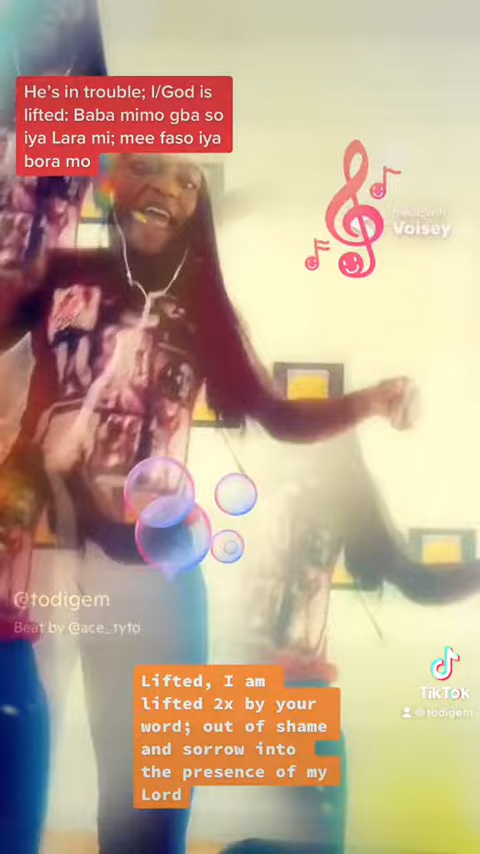 He's in trouble; I/God is
lifted: Baba mimo gba so
iya Lara mi; mee faso iya
bora mo
Voisey
@todigem
Beat by @ace_tyto
Lifted, I am
lifted 2x by your
word; out of shame
and sorrow into
the presence of my
Lord
TikTok
@todigem